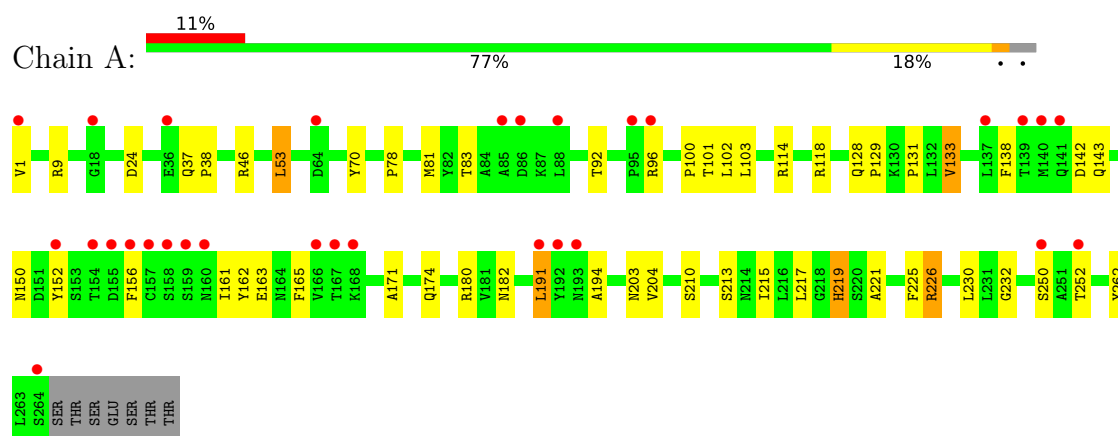 11%
Chain A:
77% 18% • •
V1 R9 G18 D24 E36 Q37 P38 R46 L53 D64 Y70 P78 M81 Y82 T83 A84 A85 D86 K87 L88 T92 P95 R96 P100 T101 L102 L103 R114 R118 Q128 P129 K130 P131 L132 V133 L137 F138 T139 M140 Q141 D142 Q143
N150 D151 Y152 S153 T154 D155 F156 C157 S158 S159 N160 I161 Y162 E163 N164 F165 V166 T167 K168 A171 Q174 R180 V181 N182 L191 Y192 N193 A194 N203 V204 S210 S213 N214 I215 L216 L217 G218 H219 S220 A221 F225 R226 L230 L231 G232 S250 A251 T252
L263 S264 SER THR SER GLU SER THR THR